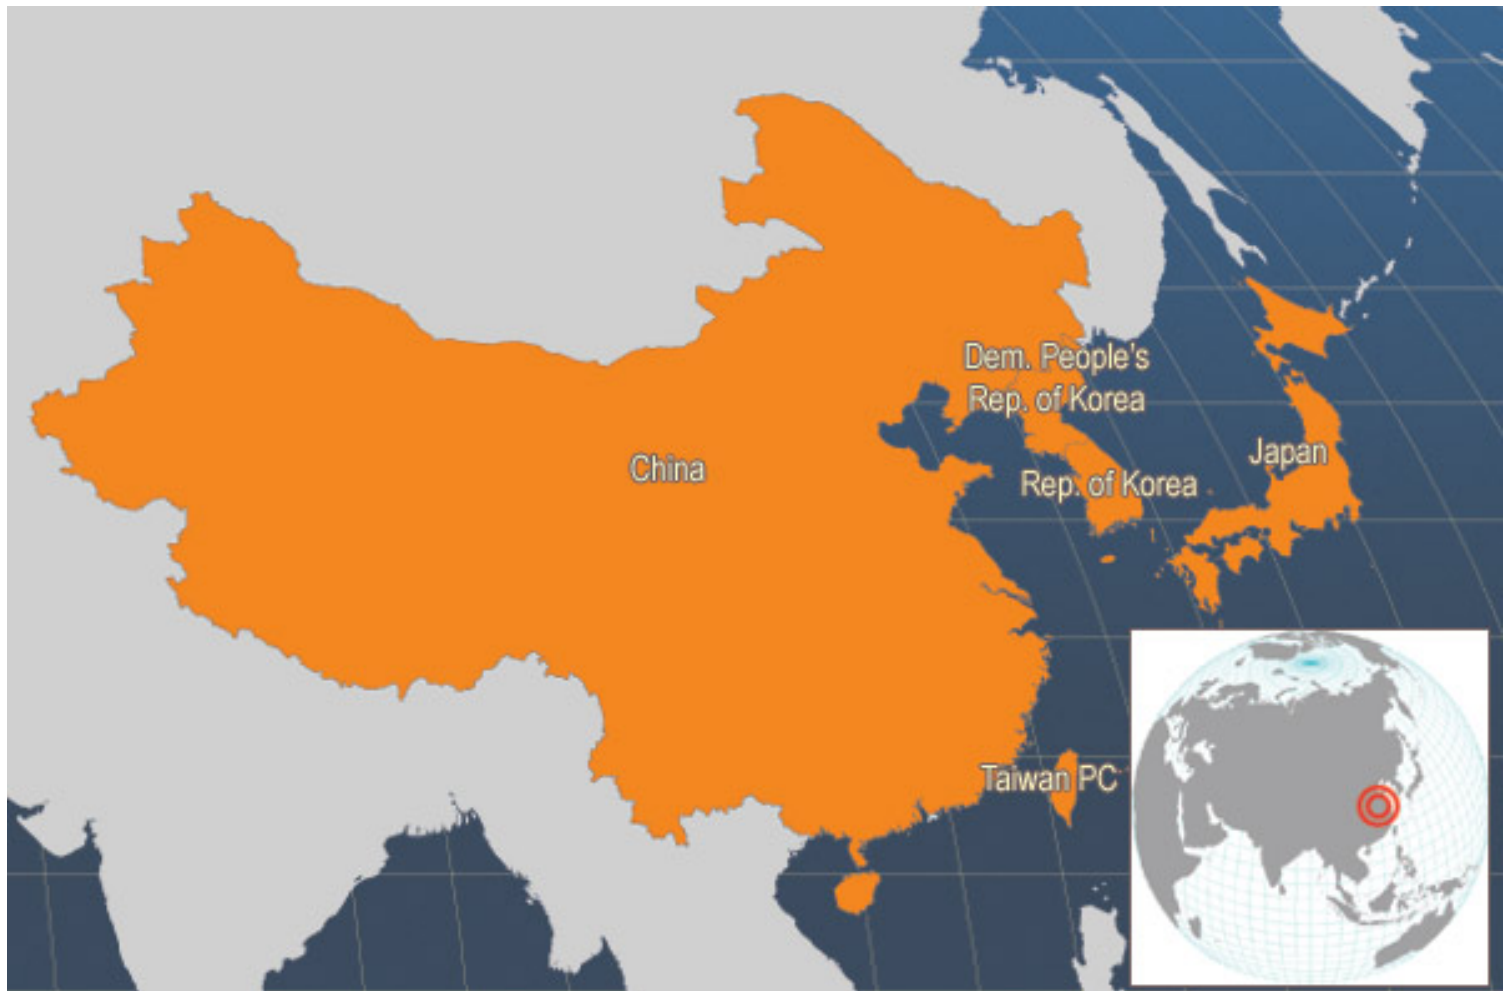 Dem. People's
Rep. of Korea
China
Japan
Rep. of Korea
Taiwan PC